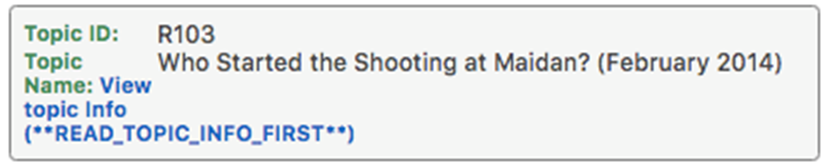 Topic ID: R103
Topic Who Started the Shooting at Maidan? (February 2014)
Name: View
topic Info
(**READ_TOPIC_INFO_FIRST**)